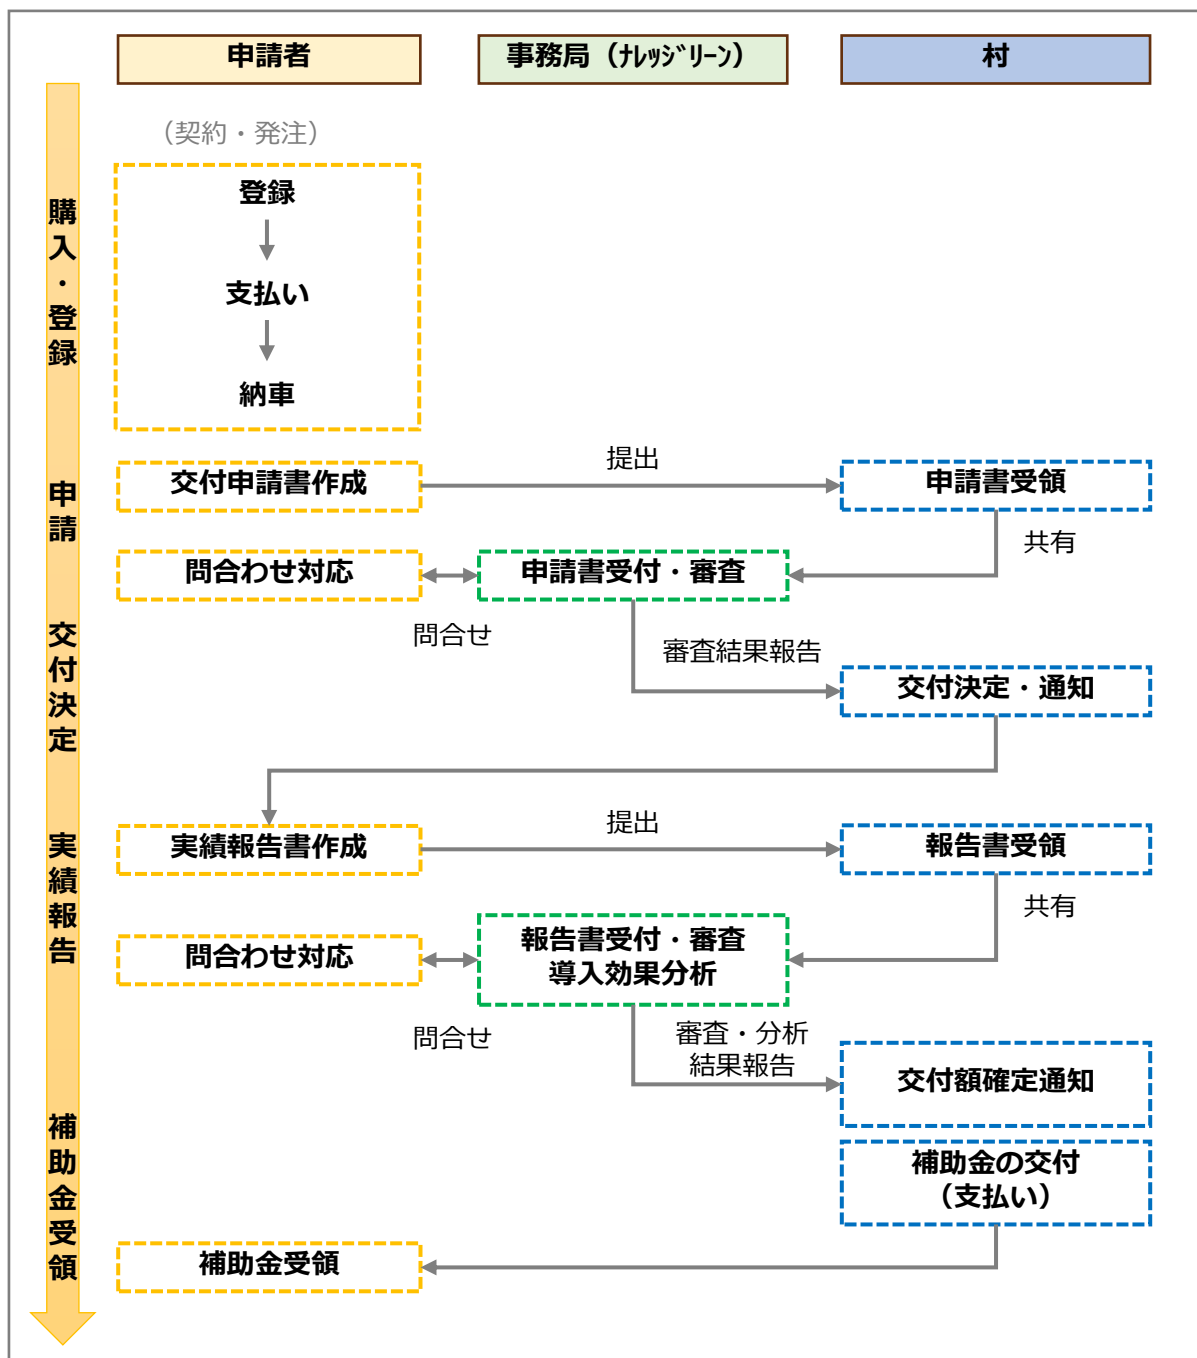 申請者
事務局（ﾅﾚｯｼﾞﾘｰﾝ）
村
（契約・発注）
購入・登録
登録
支払い
納車
申請
交付申請書作成
提出
申請書受領
共有
問合わせ対応
申請書受付・審査
問合せ
審査結果報告
交付決定
交付決定・通知
実績報告
実績報告書作成
提出
報告書受領
共有
問合わせ対応
報告書受付・審査
導入効果分析
問合せ
審査・分析
結果報告
交付額確定通知
補助金受領
補助金の交付
（支払い）
補助金受領